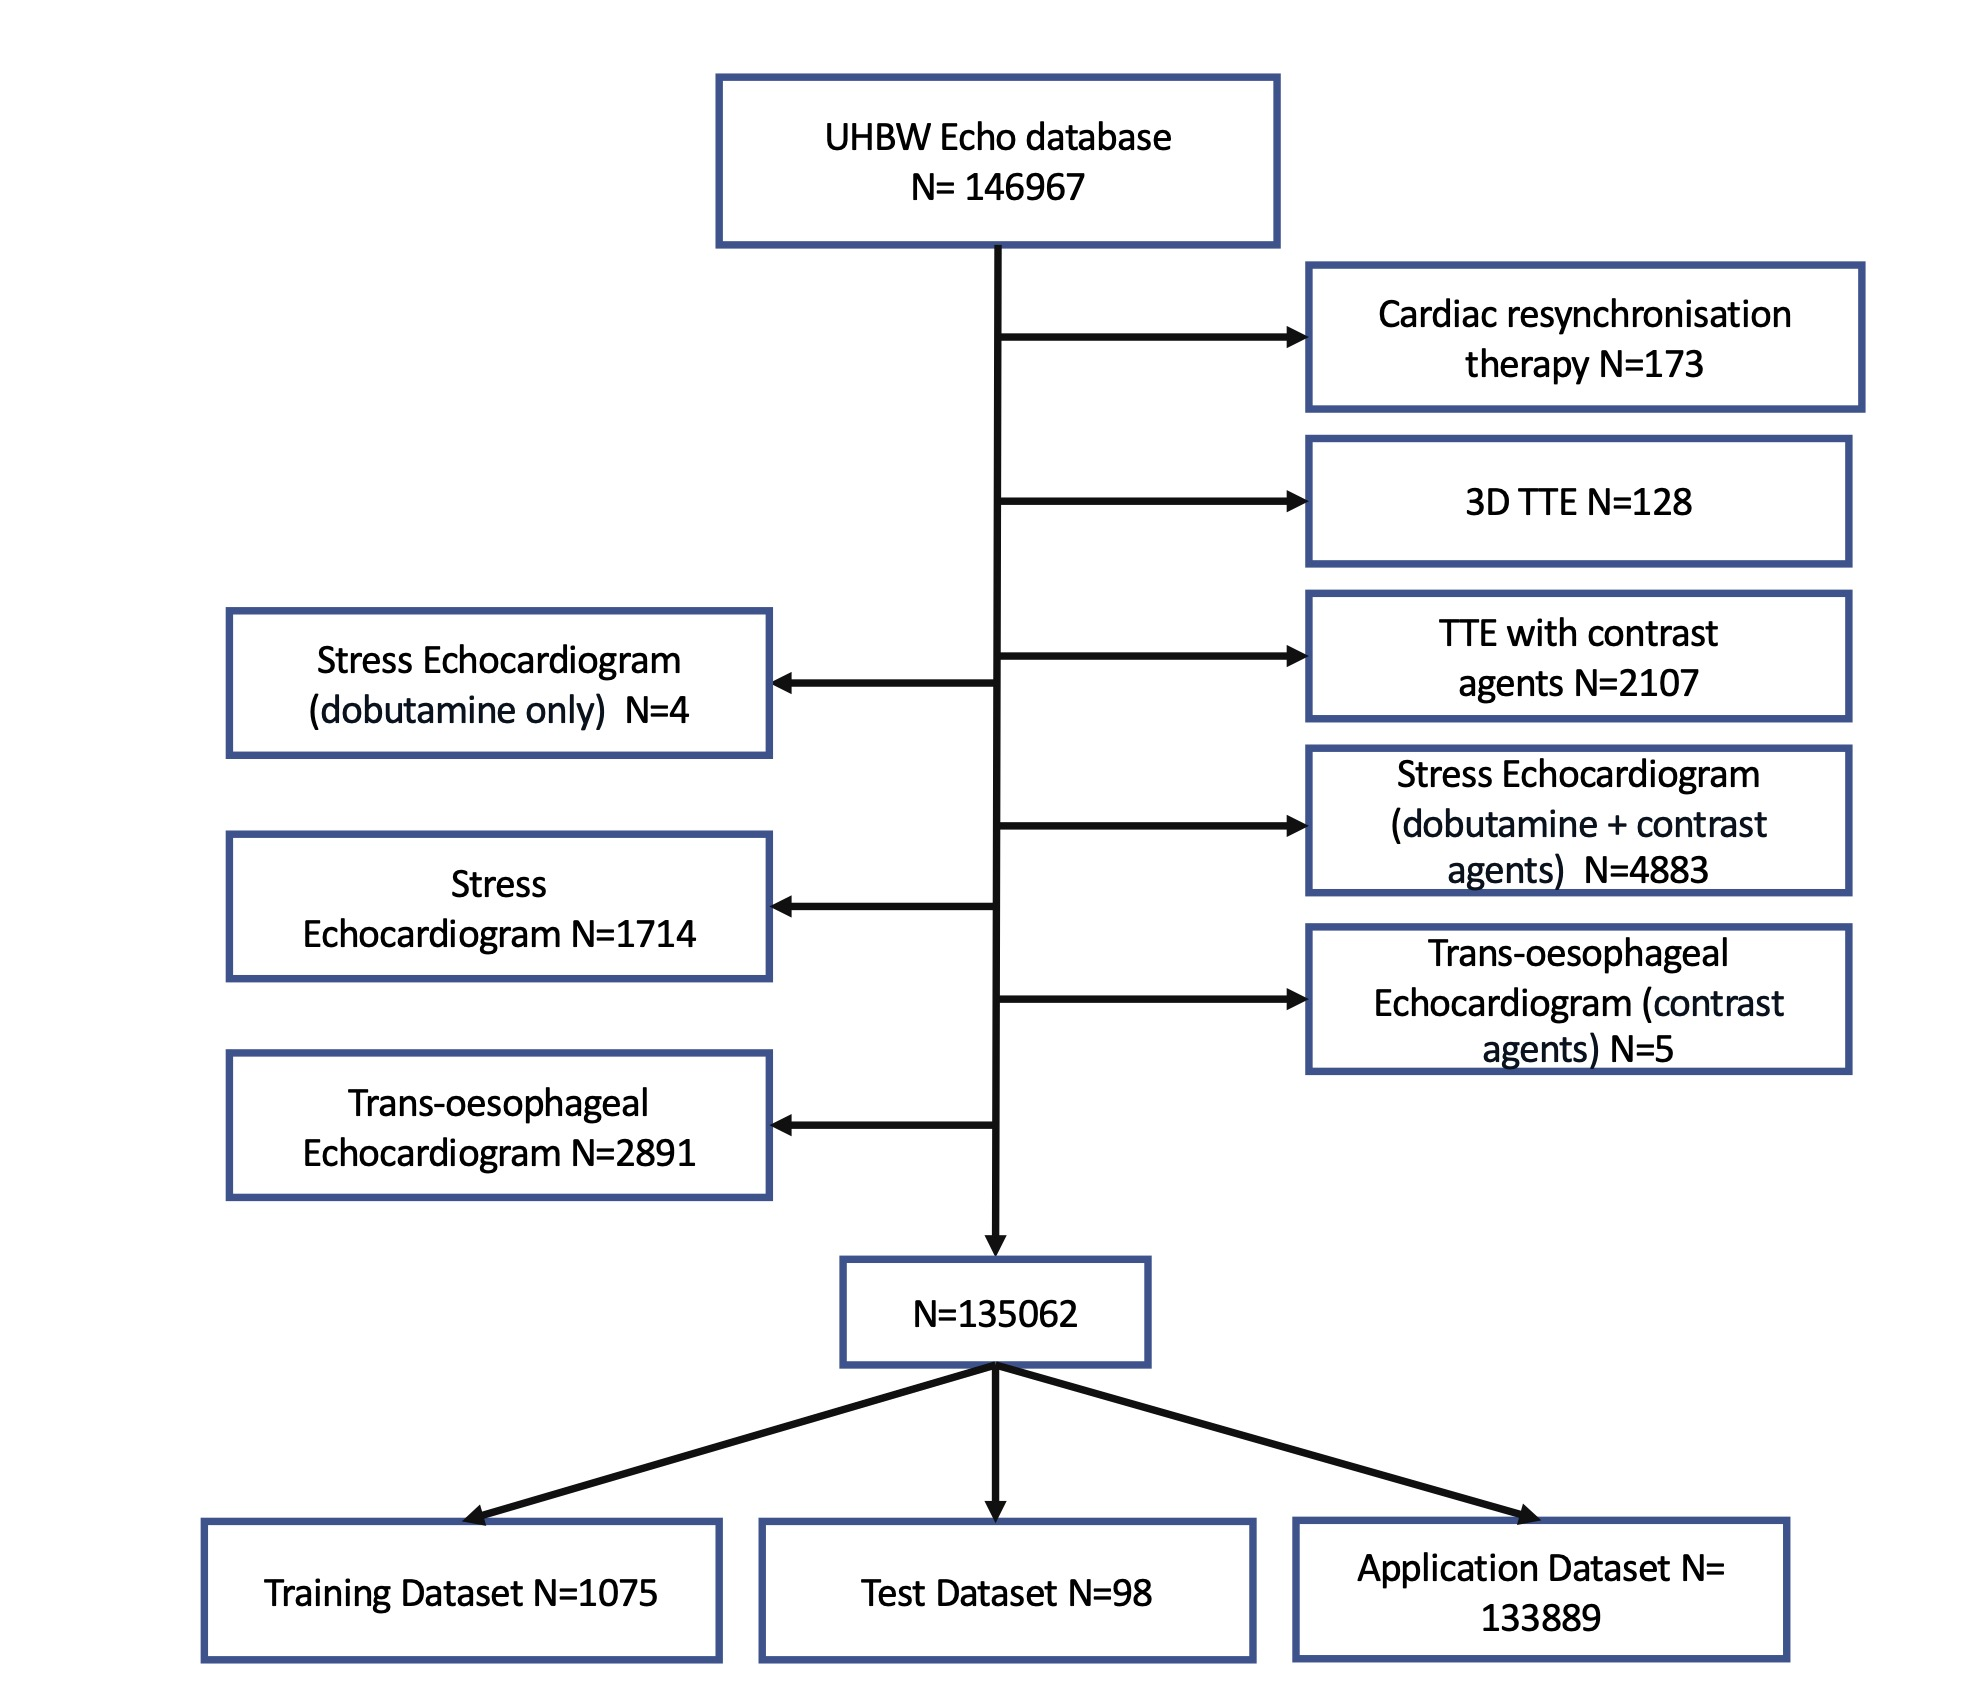 UHBW Echo database
N= 146967
Cardiac resynchronisation
therapy N=173
3D TTE N=128
TTE with contrast
agents N=2107
Stress Echocardiogram
(dobutamine only)  N=4
Stress Echocardiogram
(dobutamine + contrast
agents)  N=4883
Stress
Echocardiogram N=1714
Trans-oesophageal
Echocardiogram (contrast
agents) N=5
Trans-oesophageal
Echocardiogram N=2891
N=135062
Training Dataset N=1075
Test Dataset N=98
Application Dataset N=
133889